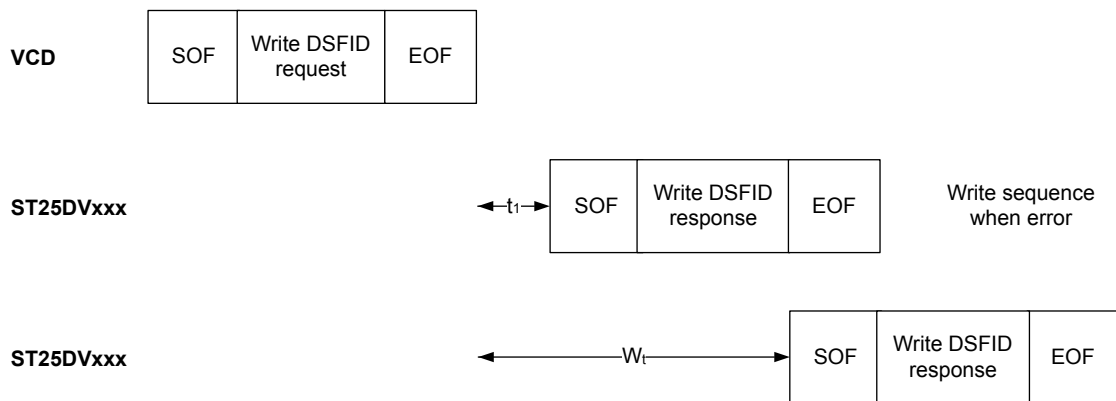 VCD
SOF
Write DSFID
request
EOF
ST25DVxxx
t1
SOF
Write DSFID
response
EOF
Write sequence
when error
ST25DVxxx
Wt
SOF
Write DSFID
response
EOF